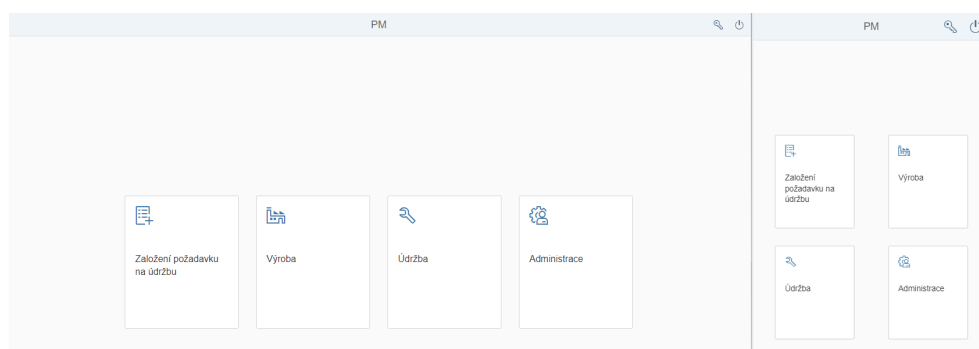 PM
Založení požadavku
na údržbu
Výroba
Údržba
Administrace
PM
Založení
požadavku na
údržbu
Výroba
Údržba
Administrace